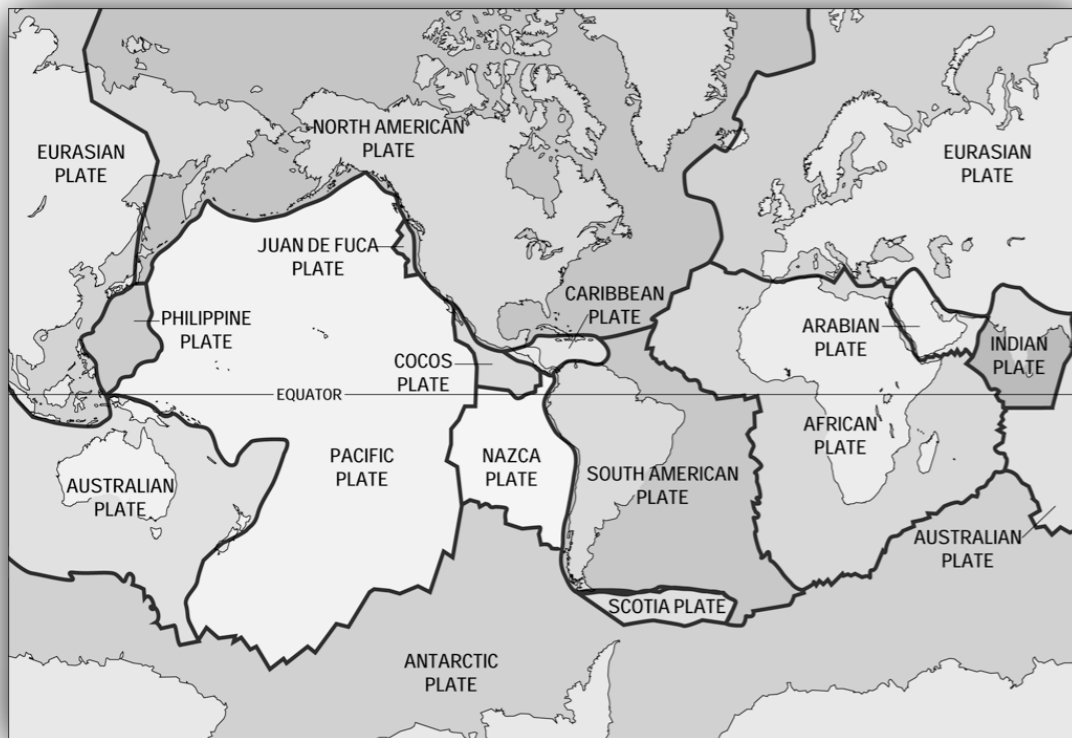 NORTH AMERICAN
PLATE
EURASIAN
PLATE
EURASIAN
PLATE
JUAN DE FUCA
PLATE
CARIBBEAN
PLATE
PHILIPPINE
PLATE
ARABIAN
PLATE
INDIAN
PLATE
COCOS
PLATE
EQUATOR
AFRICAN
PLATE
PACIFIC
PLATE
NAZCA
PLATE
SOUTH AMERICAN
PLATE
AUSTRALIAN
PLATE
AUSTRALIAN
PLATE
SCOTIA PLATE
ANTARCTIC
PLATE